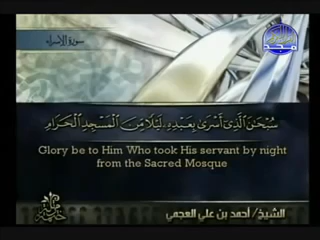 سورة الإسراء
المجد
سُبْحَٰنَ ٱلَّذِىٓ أَسْرَىٰ بِعَبْدِهِۦ لَيْلًا مِّنَ ٱلْمَسْجِدِ ٱلْحَرَامِ
Glory be to Him Who took His servant by night
from the Sacred Mosque
الشيخ/ أحمد بن علي العجمي